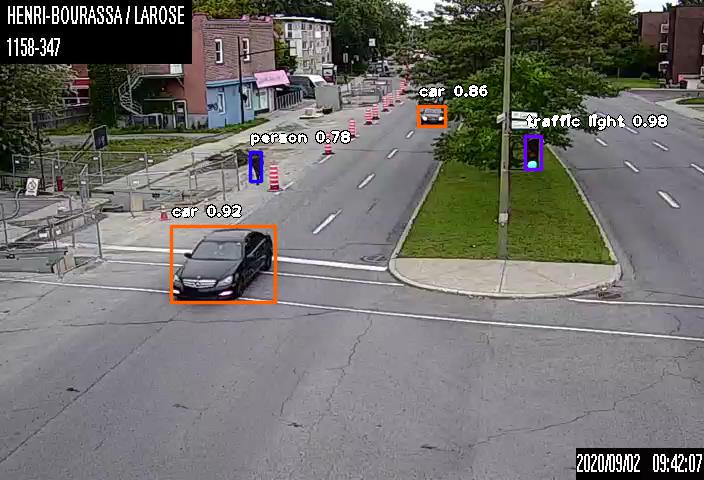 HENRI-BOURASSA / LAROSE
1158-347
car 0.86
traffic light 0.98
person 0.78
car 0.92
2020/09/02 09:42:07